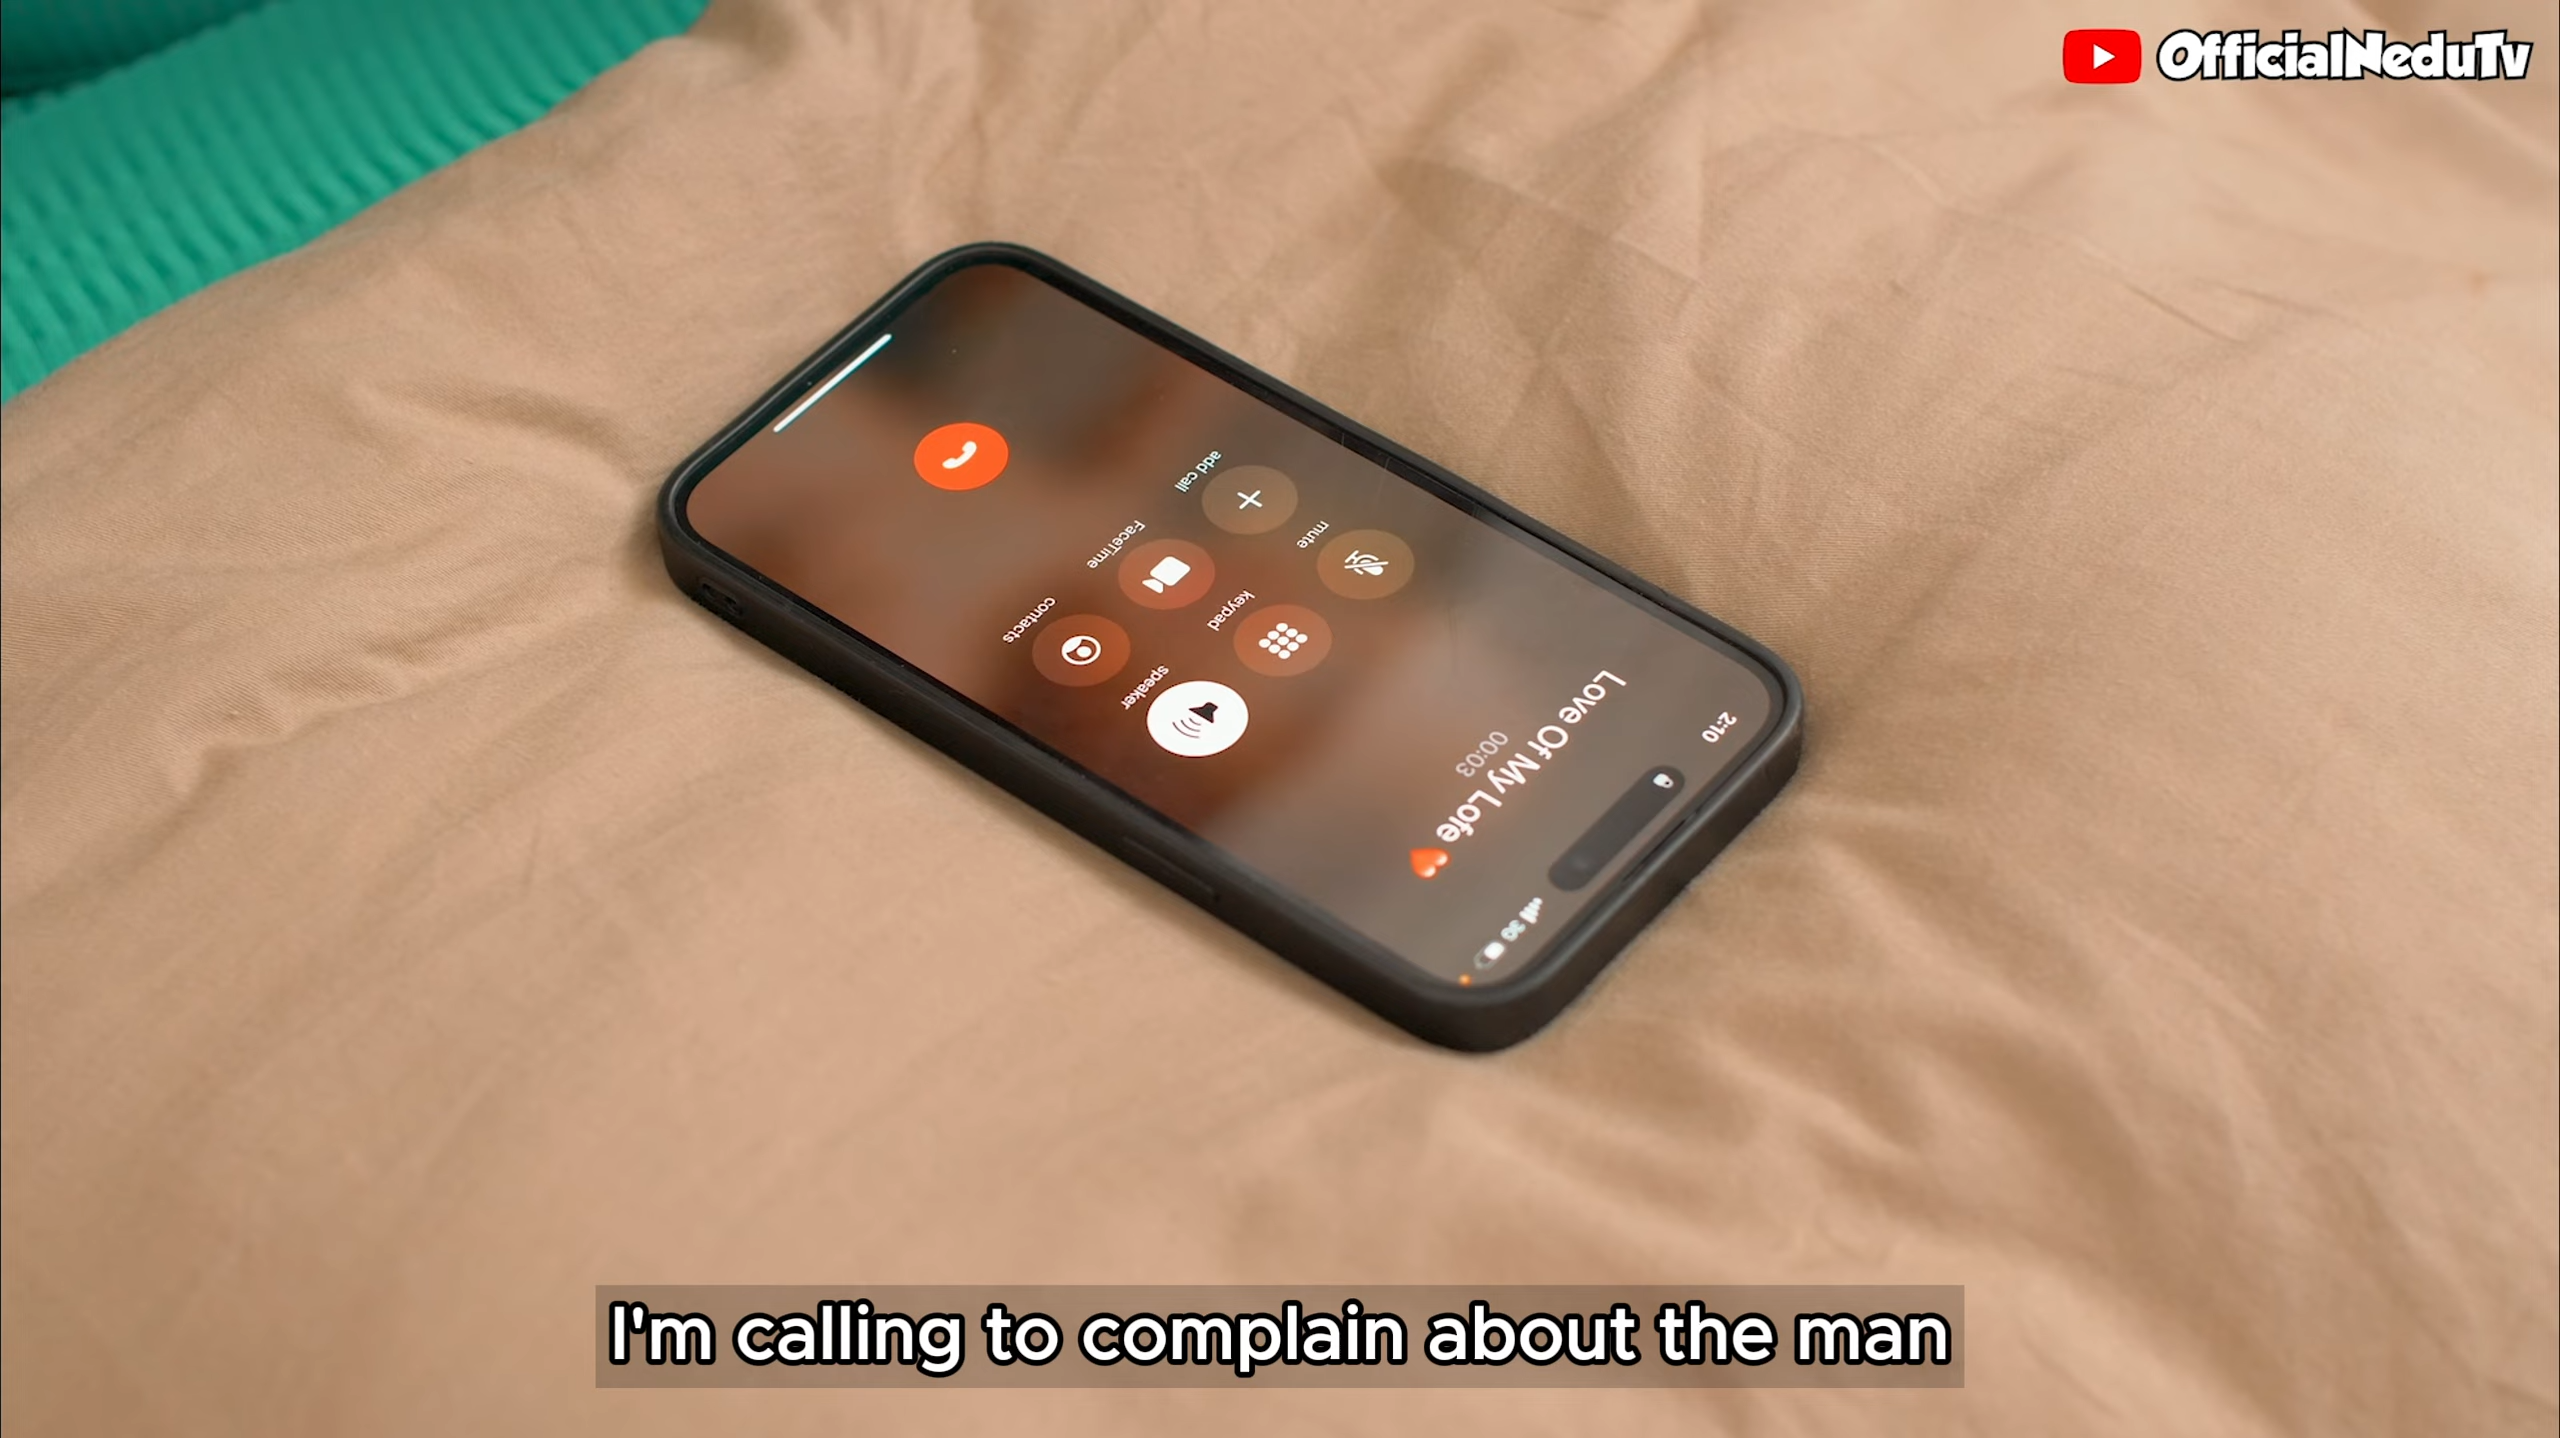 OfficialNeduTv
2:10
3G
Love Of My Lofe ❤️
00:03
speaker
keypad
mute
contacts
FaceTime
add call
I'm calling to complain about the man